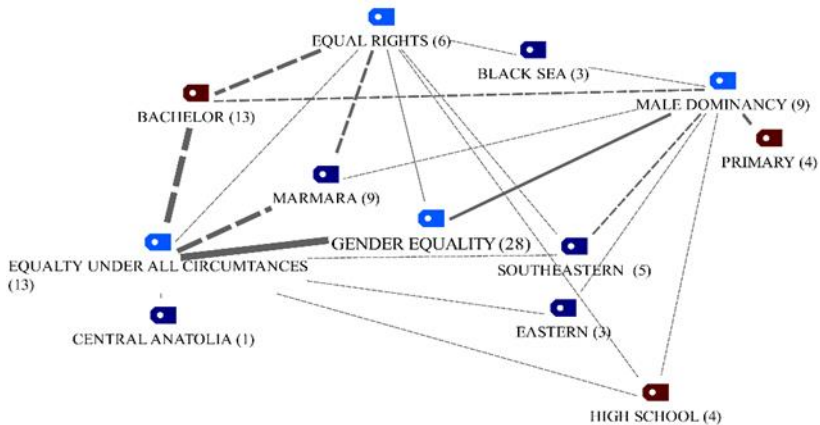 EQUAL RIGHTS (6)
BLACK SEA (3)
BACHELOR (13)
MALE DOMINANCY (9)
PRIMARY (4)
MARMARA (9)
GENDER EQUALITY (28)
EQUALTY UNDER ALL CIRCUMTANCES
(13)
SOUTHEASTERN (5)
CENTRAL ANATOLIA (1)
EASTERN (3)
HIGH SCHOOL (4)